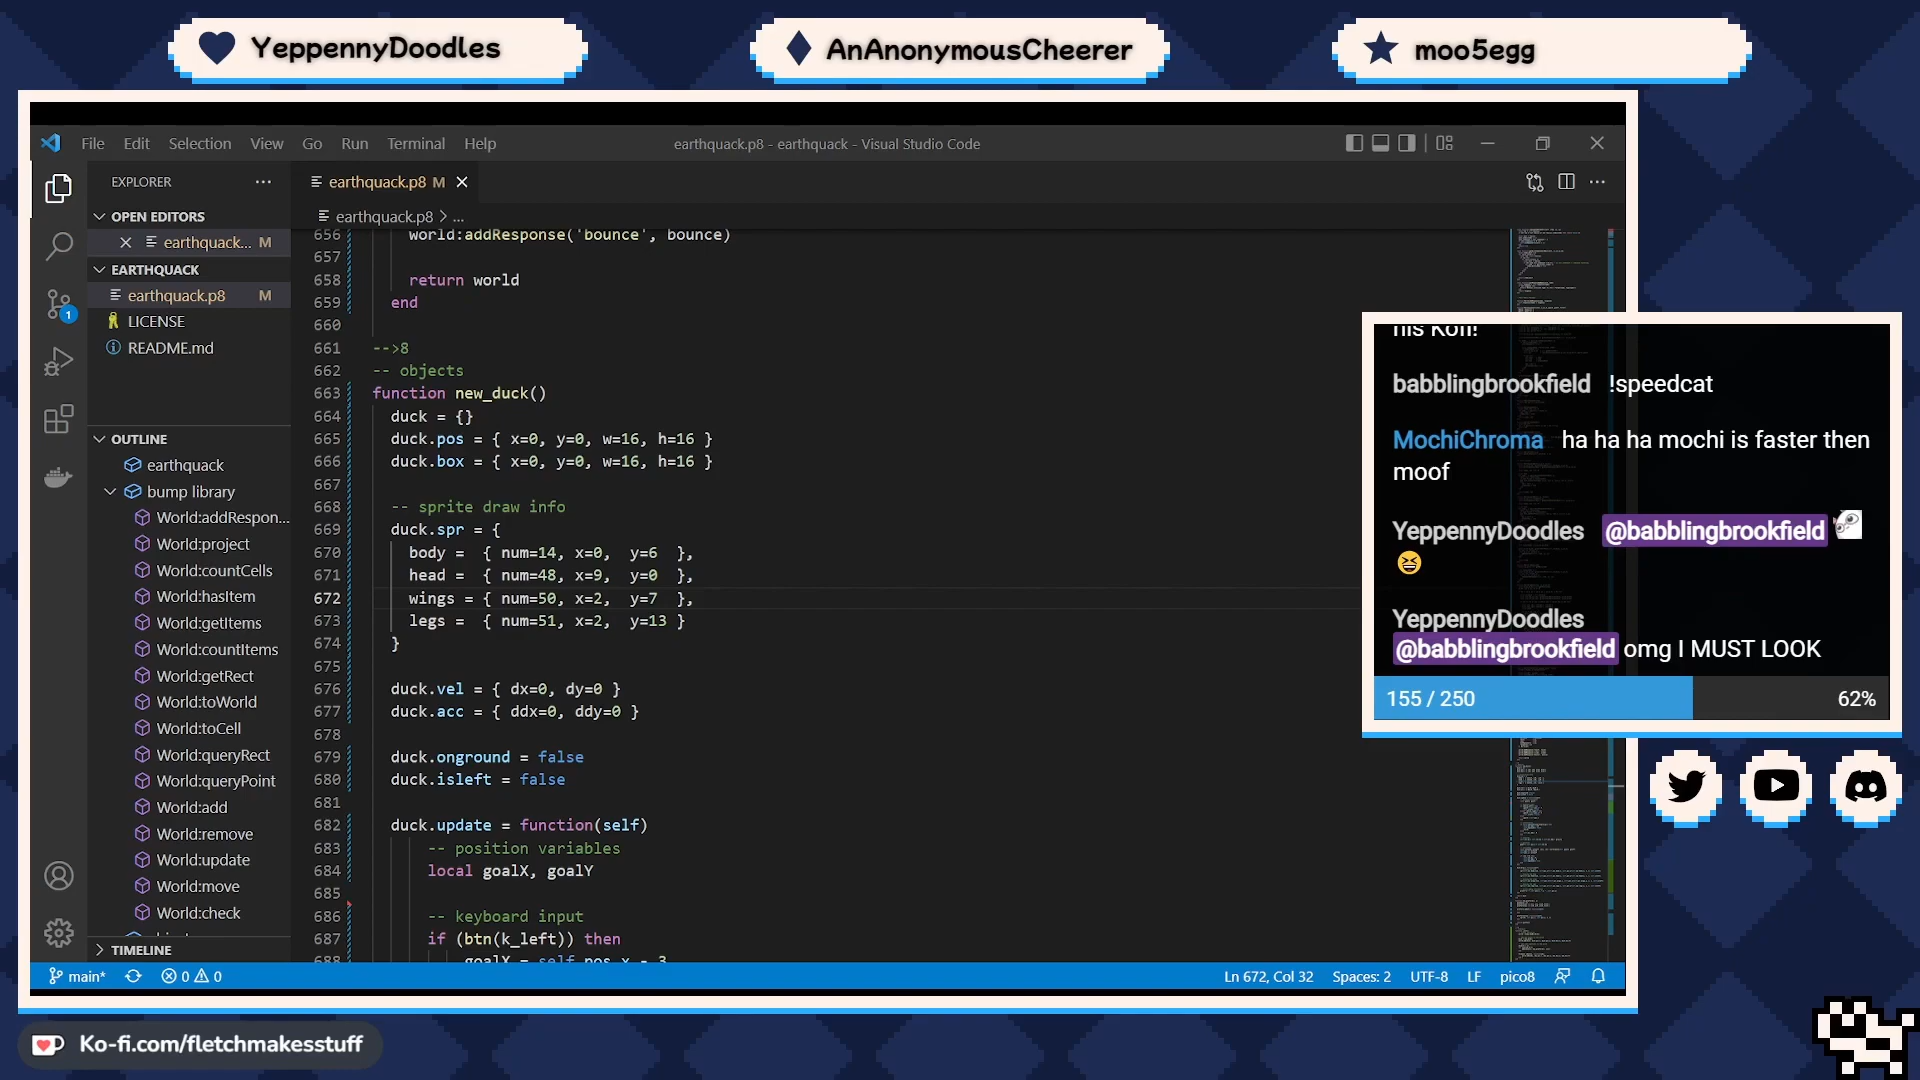 YeppennyDoodles
AnAnonymousCheerer
moo5egg
File Edit Selection View Go Run Terminal Help
earthquack.p8 - earthquack - Visual Studio Code
EXPLORER
OPEN EDITORS
earthquack... M
EARTHQUACK
earthquack.p8 M
LICENSE
README.md
OUTLINE
earthquack
bump library
World:addRespon...
World:project
World:countCells
World:hasItem
World:getItems
World:countItems
World:getRect
World:toWorld
World:toCell
World:queryRect
World:queryPoint
World:add
World:remove
World:update
World:move
World:check
TIMELINE
earthquack.p8 M
earthquack.p8 > ...
656 world:addResponse('bounce', bounce)
657
658 return world
659 end
660
661 -->8
662 -- objects
663 function new_duck()
664 duck = {}
665 duck.pos = { x=0, y=0, w=16, h=16 }
666 duck.box = { x=0, y=0, w=16, h=16 }
667
668 -- sprite draw info
669 duck.spr = {
670 body = { num=14, x=0, y=6 },
671 head = { num=48, x=9, y=0 },
672 wings = { num=50, x=2, y=7 },
673 legs = { num=51, x=2, y=13 }
674 }
675
676 duck.vel = { dx=0, dy=0 }
677 duck.acc = { ddx=0, ddy=0 }
678
679 duck.onground = false
680 duck.isleft = false
681
682 duck.update = function(self)
683 -- position variables
684 local goalX, goalY
685
686 -- keyboard input
687 if (btn(k_left)) then
688 goalX = self.pos.x - 3
his Kofi!
babblingbrookfield !speedcat
MochiChroma ha ha ha mochi is faster then
moof
YeppennyDoodles @babblingbrookfield
YeppennyDoodles
@babblingbrookfield omg I MUST LOOK
155 / 250 62%
main* 0 0 Ln 672, Col 32 Spaces: 2 UTF-8 LF pico8
1
Ko-fi.com/fletchmakesstuff